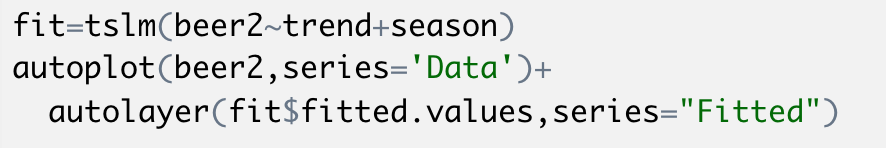 fit=tslm(beer2~trend+season)
autoplot(beer2,series='Data')+
  autolayer(fit$fitted.values,series="Fitted")